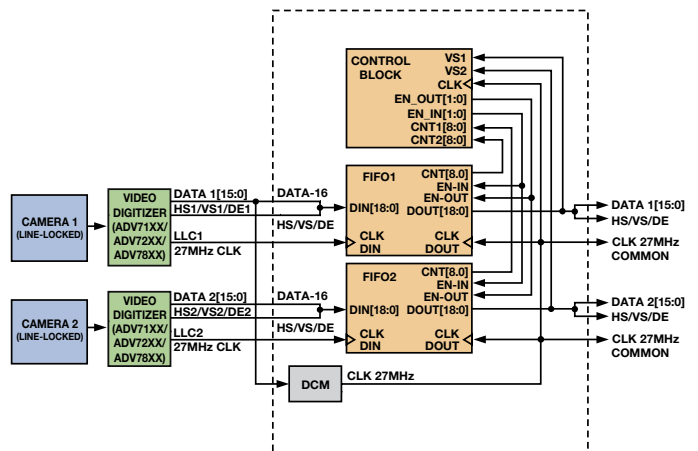 CONTROL
BLOCK
VS1
VS2
CLK
EN_OUT[1:0]
EN_IN[1:0]
CNT1[8:0]
CNT2[8:0]
CAMERA 1
(LINE-LOCKED)
VIDEO
DIGITIZER
(ADV71XX/
ADV72XX/
ADV78XX)
DATA 1[15:0]
HS1/VS1/DE1
LLC1
27MHz CLK
DATA-16
HS/VS/DE
FIFO1
DIN[18:0]
CLK
DIN
CNT[8.0]
EN-IN
EN-OUT
DOUT[18:0]
CLK
DOUT
DATA 1[15:0]
HS/VS/DE
CLK 27MHz
COMMON
CAMERA 2
(LINE-LOCKED)
VIDEO
DIGITIZER
(ADV71XX/
ADV72XX/
ADV78XX)
DATA 2[15:0]
HS2/VS2/DE2
LLC2
27MHz CLK
DATA-16
HS/VS/DE
FIFO2
DIN[18:0]
CLK
DIN
CNT[8.0]
EN-IN
EN-OUT
DOUT[18:0]
CLK
DOUT
DATA 2[15:0]
HS/VS/DE
CLK 27MHz
COMMON
DCM
CLK 27MHz